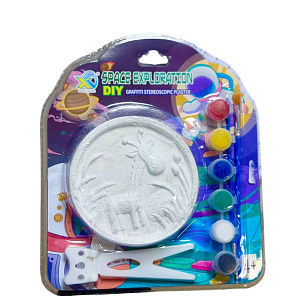 SPACE EXPLORATION
DIY GRAFFITI STEREOSCOPIC PLASTER